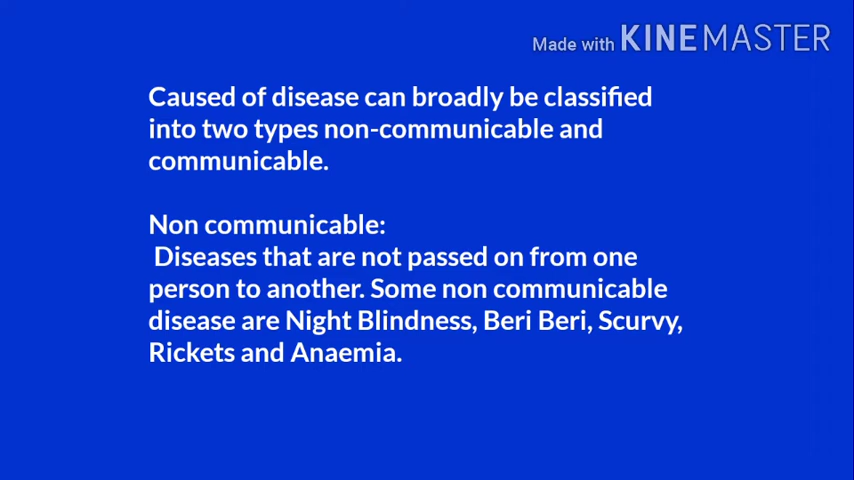 Made with KINEMASTER
Caused of disease can broadly be classified
into two types non-communicable and
communicable.
Non communicable:
Diseases that are not passed on from one
person to another. Some non communicable
disease are Night Blindness, Beri Beri, Scurvy,
Rickets and Anaemia.